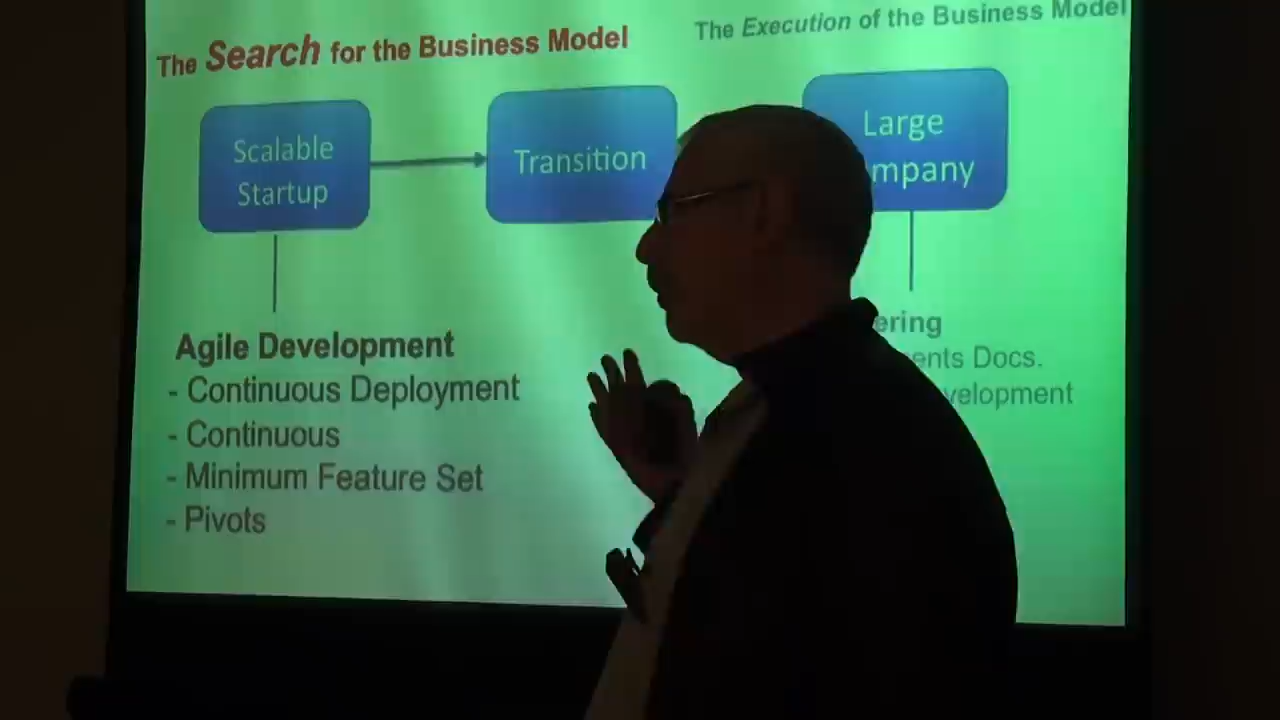 The Search for the Business Model
The Execution of the Business Model
Scalable
Startup
Transition
Large
mpany
Agile Development
- Continuous Deployment
- Continuous
- Minimum Feature Set
- Pivots
ering
ents Docs.
velopment